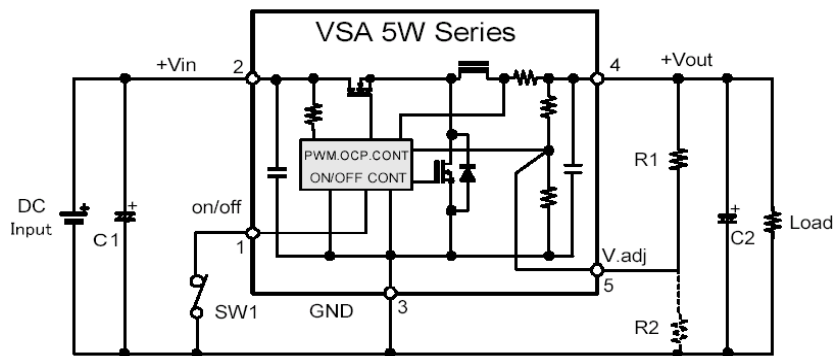 VSA 5W Series
+Vin
2
4
+Vout
PWM.OCP.CONT
ON/OFF CONT
R1
DC
Input
C1
on/off
1
C2
Load
V.adj
5
SW1
GND
3
R2
+
+
+